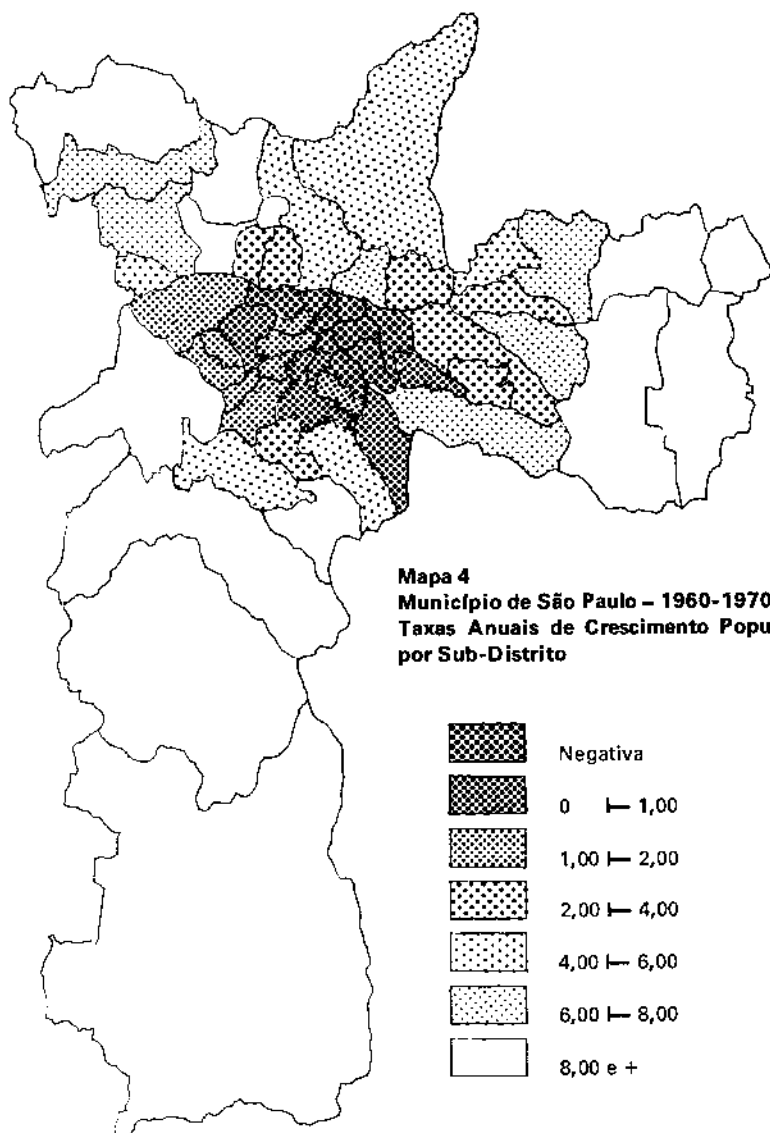 Mapa 4
Município de São Paulo – 1960-1970
Taxas Anuais de Crescimento Popu
por Sub-Distrito
Negativa
0 ⊢ 1,00
1,00 ⊢ 2,00
2,00 ⊢ 4,00
4,00 ⊢ 6,00
6,00 ⊢ 8,00
8,00 e +